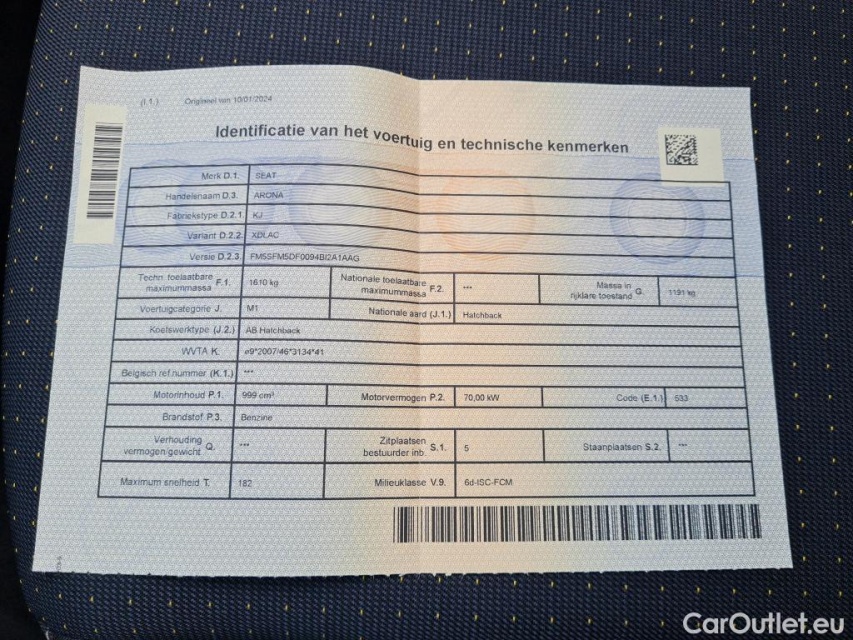 (I.1.) Origineel van 10/01/2024
Identificatie van het voertuig en technische kenmerken
Merk D.1. SEAT
Handelsnaam D.3. ARONA
Fabriekstype D.2.1. KJ
Variant D.2.2. XDLAC
Versie D.2.3. FM5SFM5DF0094BI2A1AAG
Techn. toelaatbare maximummassa F.1. 1610 kg Nationale toelaatbare maximummassa F.2. *** Massa in rijklare toestand G. 1191 kg
Voertuigcategorie J. M1 Nationale aard (J.1.) Hatchback
Koetswerktype (J.2.) AB Hatchback
WVTA K. e9*2007/46*3134*41
Belgisch ref.nummer (K.1.) ***
Motorinhoud P.1. 999 cm³ Motorvermogen P.2. 70,00 kW Code (E.1.) 533
Brandstof P.3. Benzine
Verhouding vermogen/gewicht Q. *** Zitplaatsen bestuurder inb. S.1. 5 Staanplaatsen S.2. ***
Maximum snelheid T. 182 Milieuklasse V.9. 6d-ISC-FCM
CarOutlet.eu